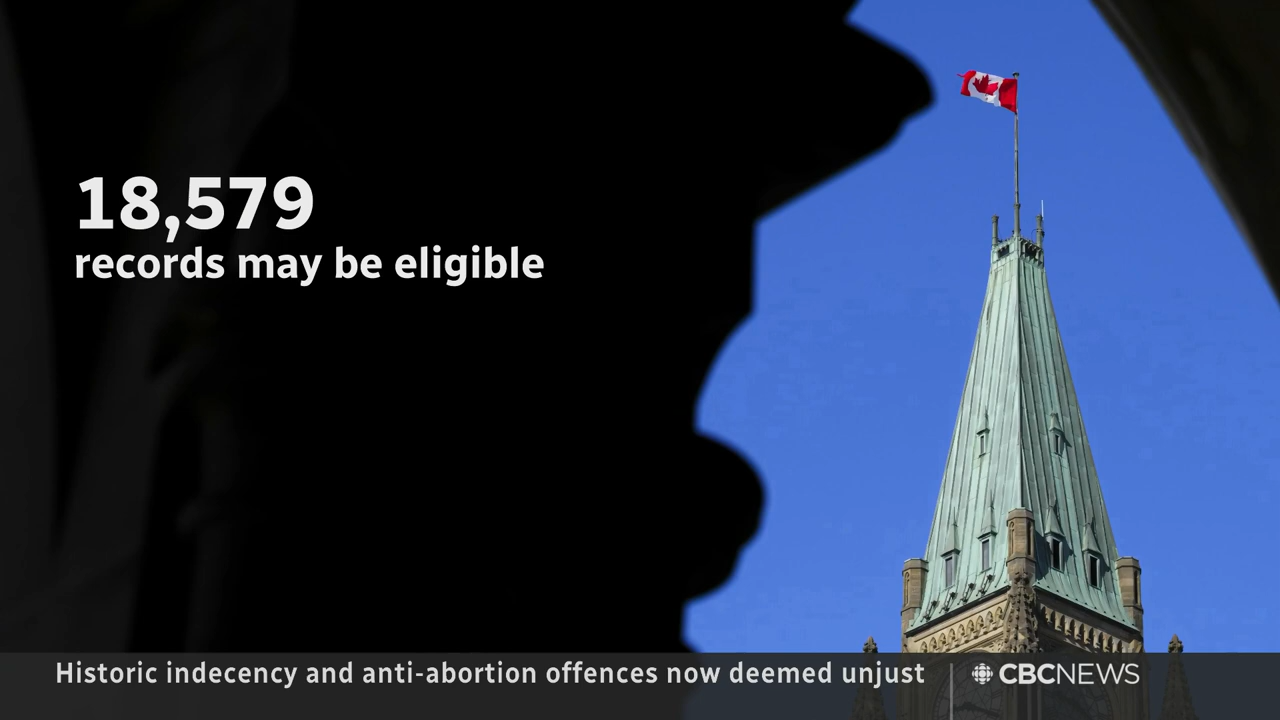 18,579
records may be eligible
Historic indecency and anti-abortion offences now deemed unjust
CBCNEWS